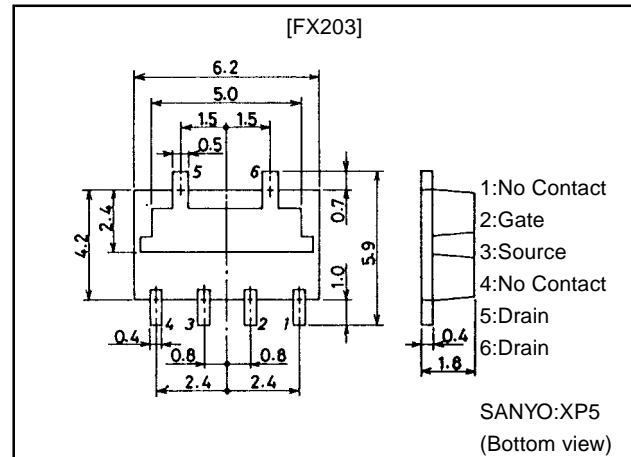 [FX203]
6.2
5.0
1.5 1.5
0.5
5 6
2.4
4.2
0.7
5.9
1.0
4 3 2 1
0.4
0.8 0.8
2.4 2.4
0.4
1.8
1:No Contact
2:Gate
3:Source
4:No Contact
5:Drain
6:Drain
SANYO:XP5
(Bottom view)